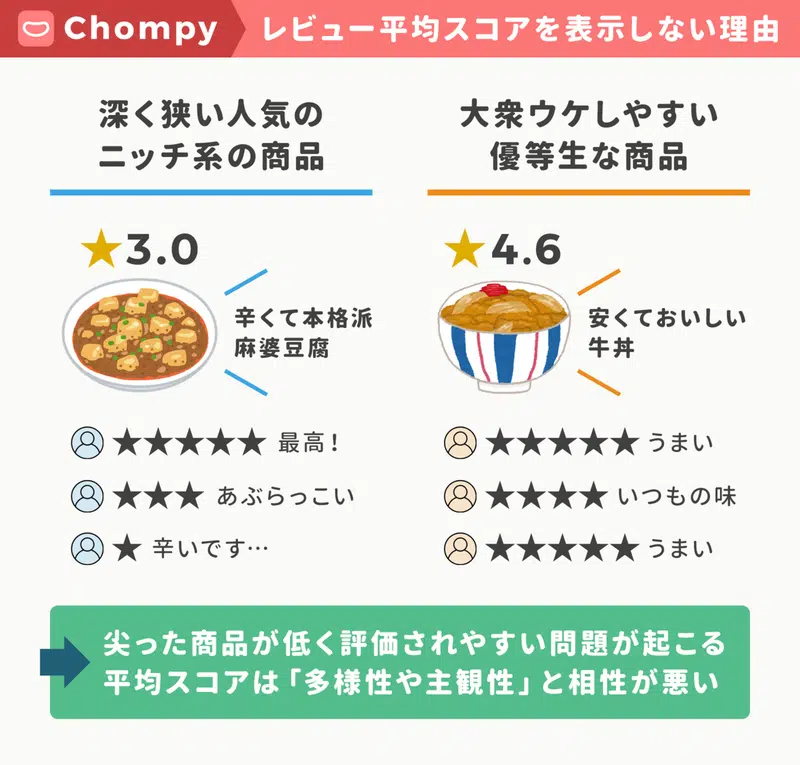 Chompy
レビュー平均スコアを表示しない理由
深く狭い人気の
ニッチ系の商品
★3.0
辛くて本格派
麻婆豆腐
★★★★★ 最高！
★★★ あぶらっこい
★ 辛いです…
大衆ウケしやすい
優等生な商品
★4.6
安くておいしい
牛丼
★★★★★ うまい
★★★★ いつもの味
★★★★★ うまい
尖った商品が低く評価されやすい問題が起こる
平均スコアは「多様性や主観性」と相性が悪い